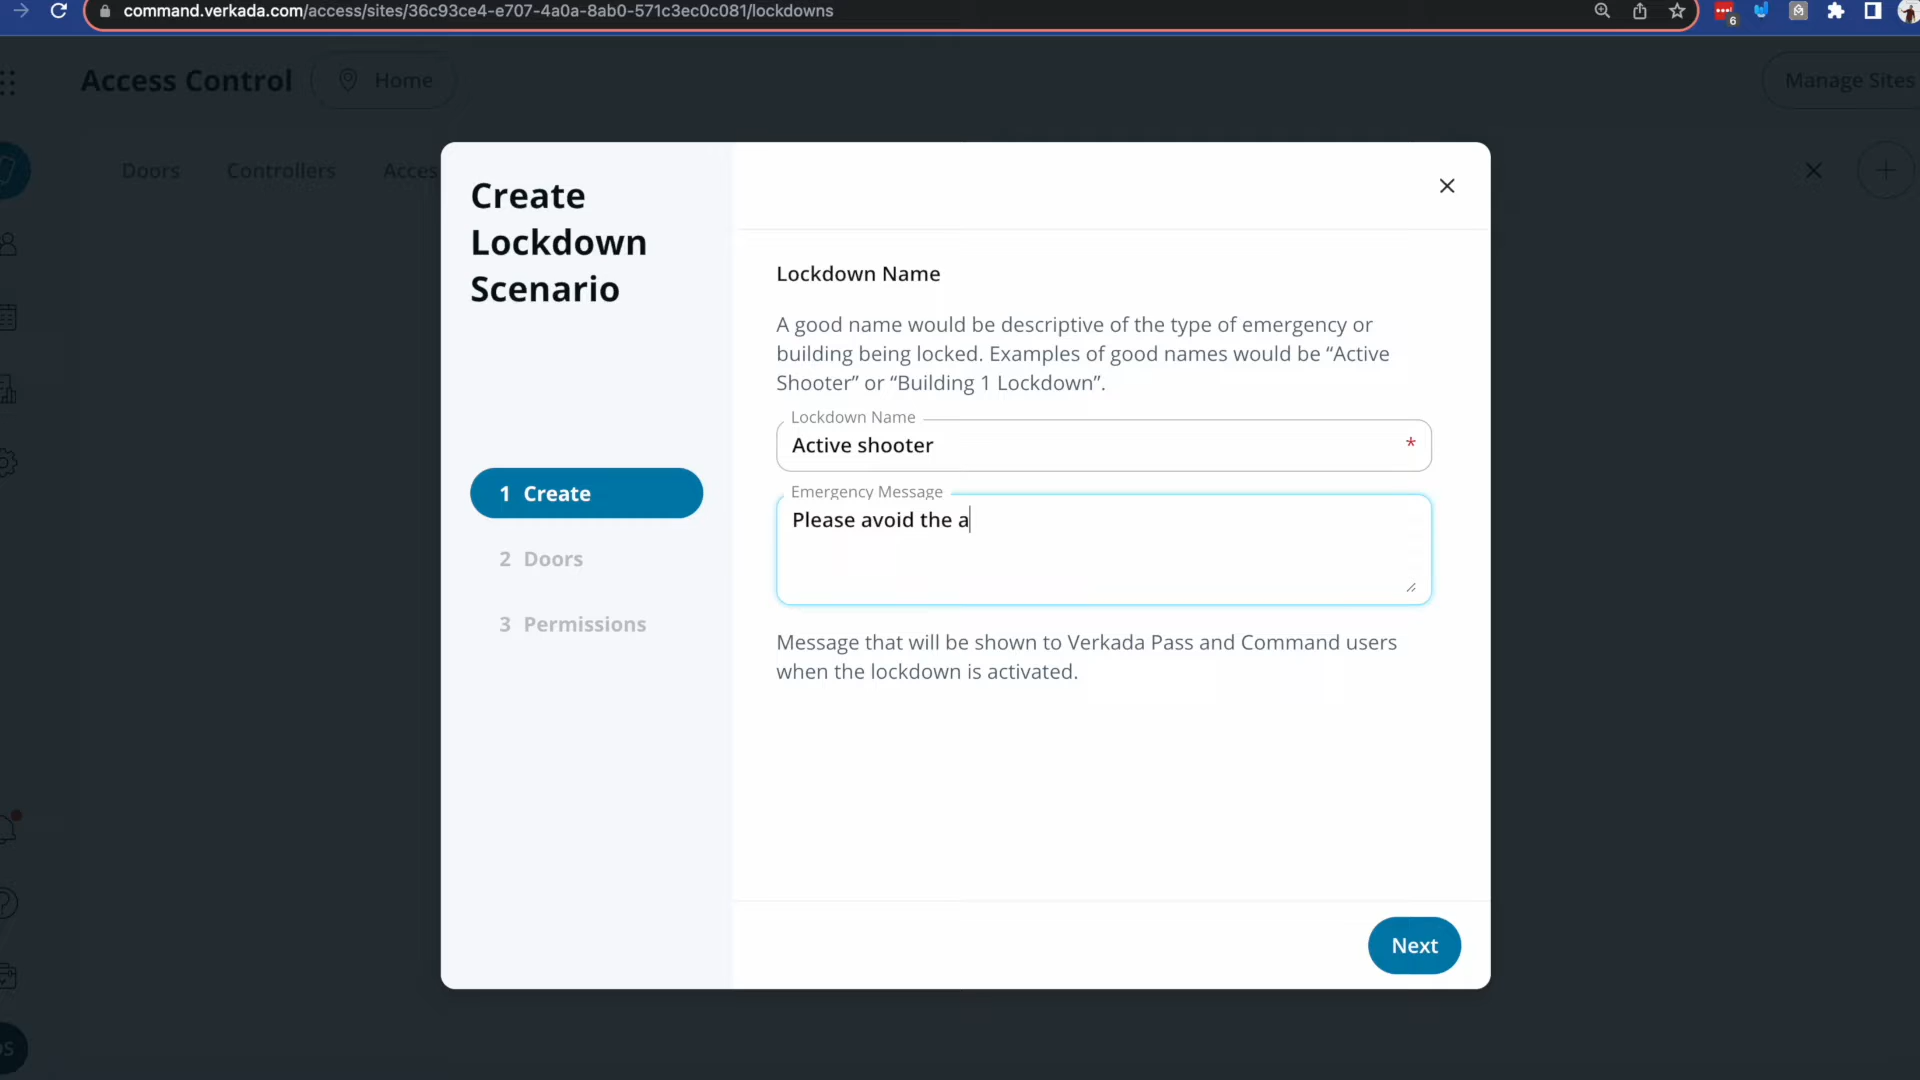 command.verkada.com/access/sites/36c93ce4-e707-4a0a-8ab0-571c3ec0c081/lockdowns
6
Access Control
Home
Manage Sites
Doors
Controllers
Acces
Create
Lockdown
Scenario
1 Create
2 Doors
3 Permissions
Lockdown Name
A good name would be descriptive of the type of emergency or
building being locked. Examples of good names would be “Active
Shooter” or “Building 1 Lockdown”.
Lockdown Name
Active shooter *
Emergency Message
Please avoid the a
Message that will be shown to Verkada Pass and Command users
when the lockdown is activated.
Next